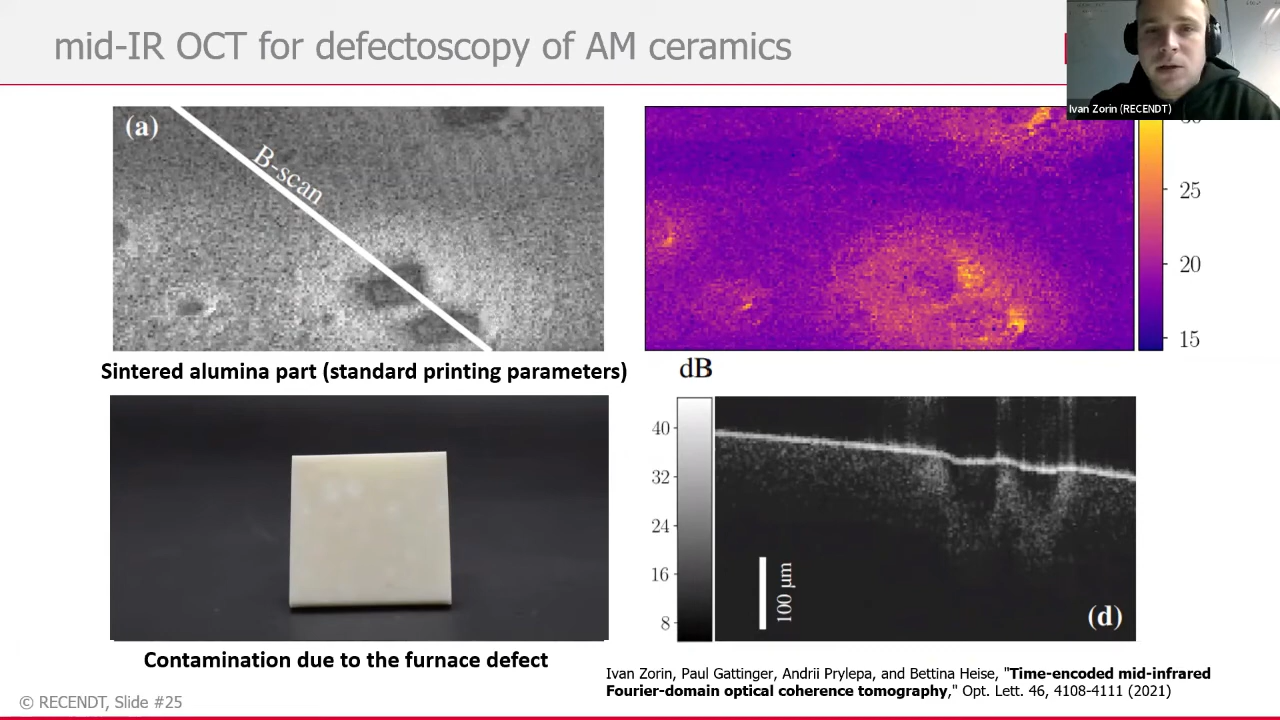 mid-IR OCT for defectoscopy of AM ceramics
Ivan Zorin (RECENDT)
(a)
B-scan
25
20
15
Sintered alumina part (standard printing parameters)
dB
40
32
24
16
8
100 µm
(d)
Contamination due to the furnace defect
Ivan Zorin, Paul Gattinger, Andrii Prylepa, and Bettina Heise, "Time-encoded mid-infrared
Fourier-domain optical coherence tomography," Opt. Lett. 46, 4108-4111 (2021)
© RECENDT, Slide #25